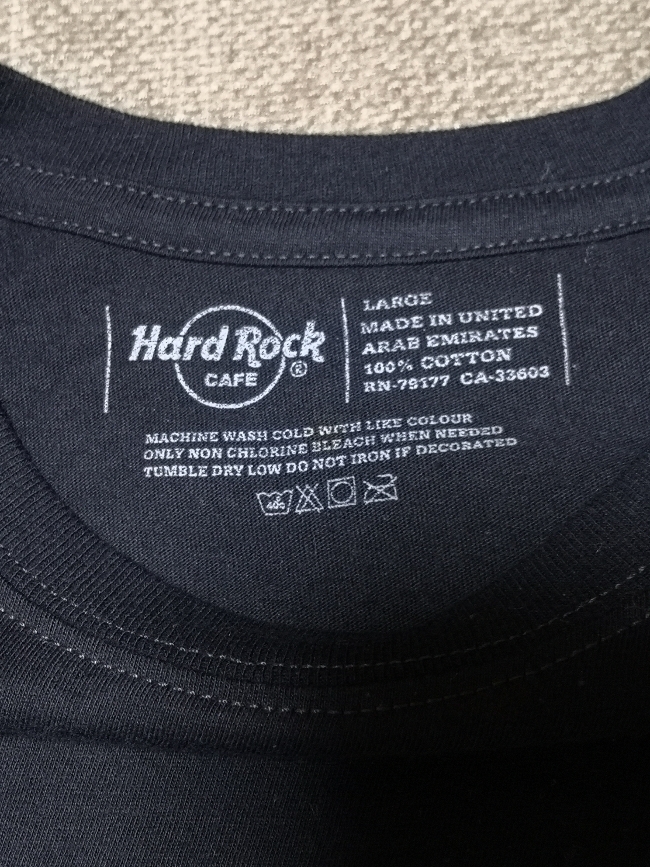 Hard Rock
CAFE
®
LARGE
MADE IN UNITED
ARAB EMIRATES
100% COTTON
RN-79177 CA-33603
MACHINE WASH COLD WITH LIKE COLOUR
ONLY NON CHLORINE BLEACH WHEN NEEDED
TUMBLE DRY LOW DO NOT IRON IF DECORATED